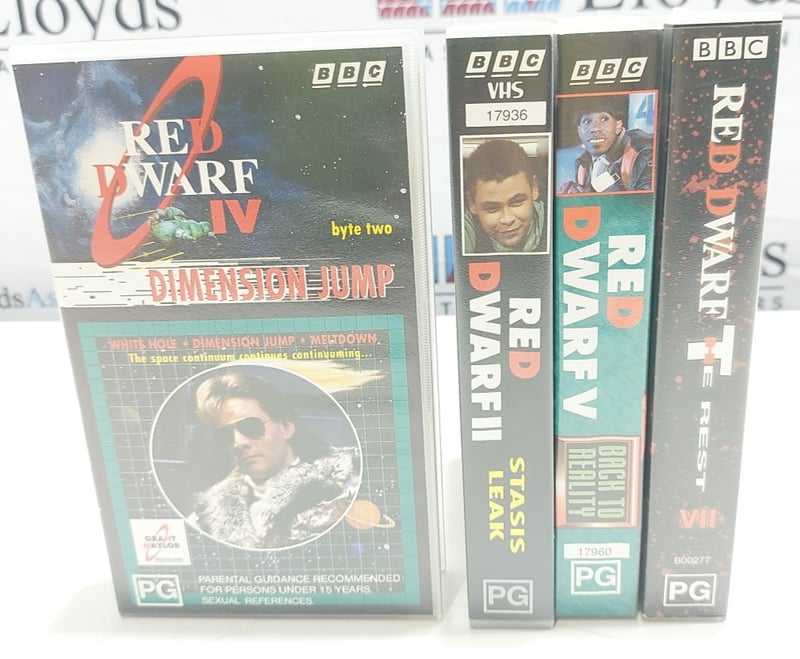 Lloyds
Lloyds
BBC
RED
DWARF
IV
byte two
DIMENSION JUMP
WHITE HOLE • DIMENSION JUMP • MELTDOWN
The space continuum continues continuuming...
GRANT
NAYLOR
PG
PARENTAL GUIDANCE RECOMMENDED
FOR PERSONS UNDER 15 YEARS.
SEXUAL REFERENCES.
BBC
VHS
17936
RED
DWARF II
STASIS
LEAK
PG
BBC
RED
DWARF V
BACK TO
REALITY
17960
PG
BBC
RED DWARF
THE REST
VII
B00277
PG